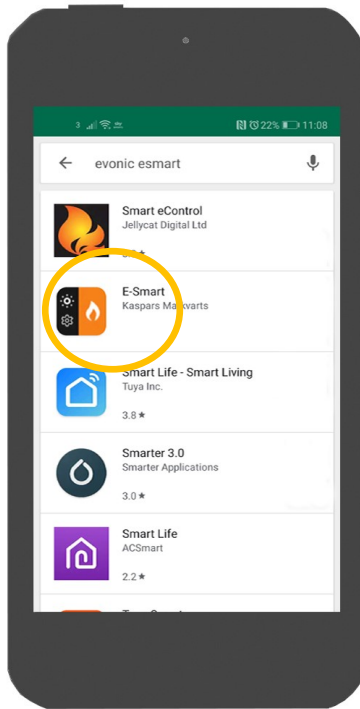 3 22% 11:08
evonic esmart
Smart eControl
Jellycat Digital Ltd
E-Smart
Kaspars Markvarts
Smart Life - Smart Living
Tuya Inc.
3.8 ★
Smarter 3.0
Smarter Applications
3.0 ★
Smart Life
ACSmart
2.2 ★